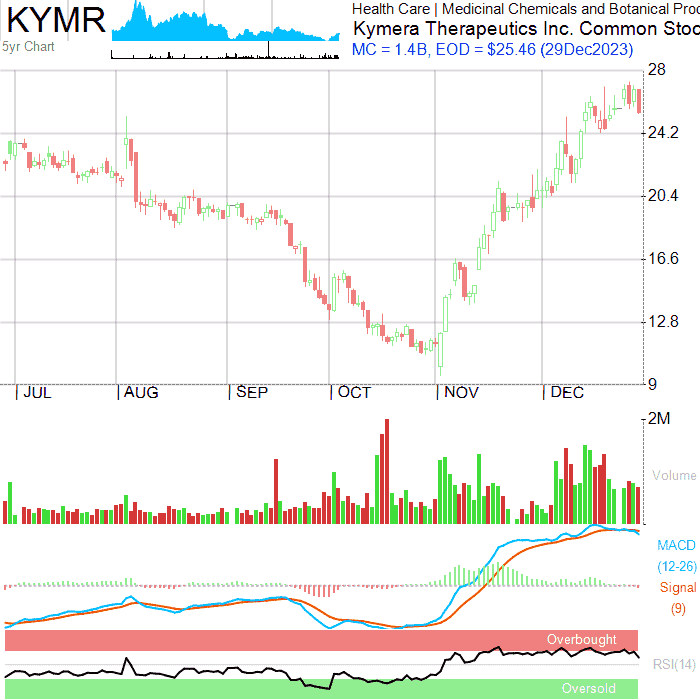 KYMR
5yr Chart
Health Care | Medicinal Chemicals and Botanical Proc
Kymera Therapeutics Inc. Common Stoc
MC = 1.4B, EOD = $25.46 (29Dec2023)
28
24.2
20.4
16.6
12.8
9
| JUL | AUG | SEP | OCT | NOV | DEC
2M
Volume
MACD
(12-26)
Signal
(9)
Overbought
RSI(14)
Oversold